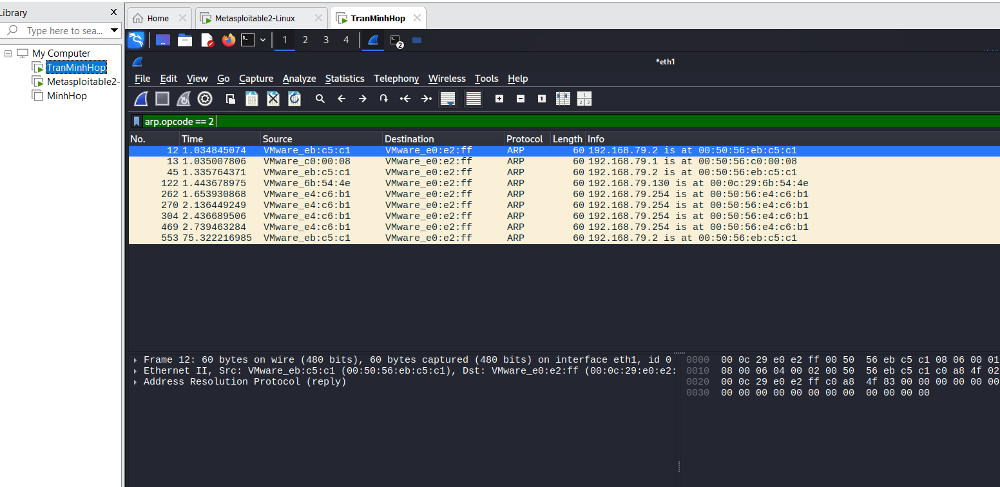 Library X
Type here to sea...
My Computer
TranMinhHop
Metasploitable2-
MinhHop
Home Metasploitable2-Linux TranMinhHop
1 2 3 4 2
*eth1
File Edit View Go Capture Analyze Statistics Telephony Wireless Tools Help
arp.opcode == 2
No. Time Source Destination Protocol Length Info
12 1.034845074 VMware_eb:c5:c1 VMware_e0:e2:ff ARP 60 192.168.79.2 is at 00:50:56:eb:c5:c1
13 1.035007806 VMware_c0:00:08 VMware_e0:e2:ff ARP 60 192.168.79.1 is at 00:50:56:c0:00:08
45 1.335764371 VMware_eb:c5:c1 VMware_e0:e2:ff ARP 60 192.168.79.2 is at 00:50:56:eb:c5:c1
122 1.443678975 VMware_6b:54:4e VMware_e0:e2:ff ARP 60 192.168.79.130 is at 00:0c:29:6b:54:4e
262 1.653930868 VMware_e4:c6:b1 VMware_e0:e2:ff ARP 60 192.168.79.254 is at 00:50:56:e4:c6:b1
270 2.136449249 VMware_e4:c6:b1 VMware_e0:e2:ff ARP 60 192.168.79.254 is at 00:50:56:e4:c6:b1
304 2.436689506 VMware_e4:c6:b1 VMware_e0:e2:ff ARP 60 192.168.79.254 is at 00:50:56:e4:c6:b1
469 2.739463284 VMware_e4:c6:b1 VMware_e0:e2:ff ARP 60 192.168.79.254 is at 00:50:56:e4:c6:b1
553 75.322216985 VMware_eb:c5:c1 VMware_e0:e2:ff ARP 60 192.168.79.2 is at 00:50:56:eb:c5:c1
Frame 12: 60 bytes on wire (480 bits), 60 bytes captured (480 bits) on interface eth1, id 0
Ethernet II, Src: VMware_eb:c5:c1 (00:50:56:eb:c5:c1), Dst: VMware_e0:e2:ff (00:0c:29:e0:e2:
Address Resolution Protocol (reply)
0000 00 0c 29 e0 e2 ff 00 50 56 eb c5 c1 08 06 00 01
0010 08 00 06 04 00 02 00 50 56 eb c5 c1 c0 a8 4f 02
0020 00 0c 29 e0 e2 ff c0 a8 4f 83 00 00 00 00 00 00
0030 00 00 00 00 00 00 00 00 00 00 00 00